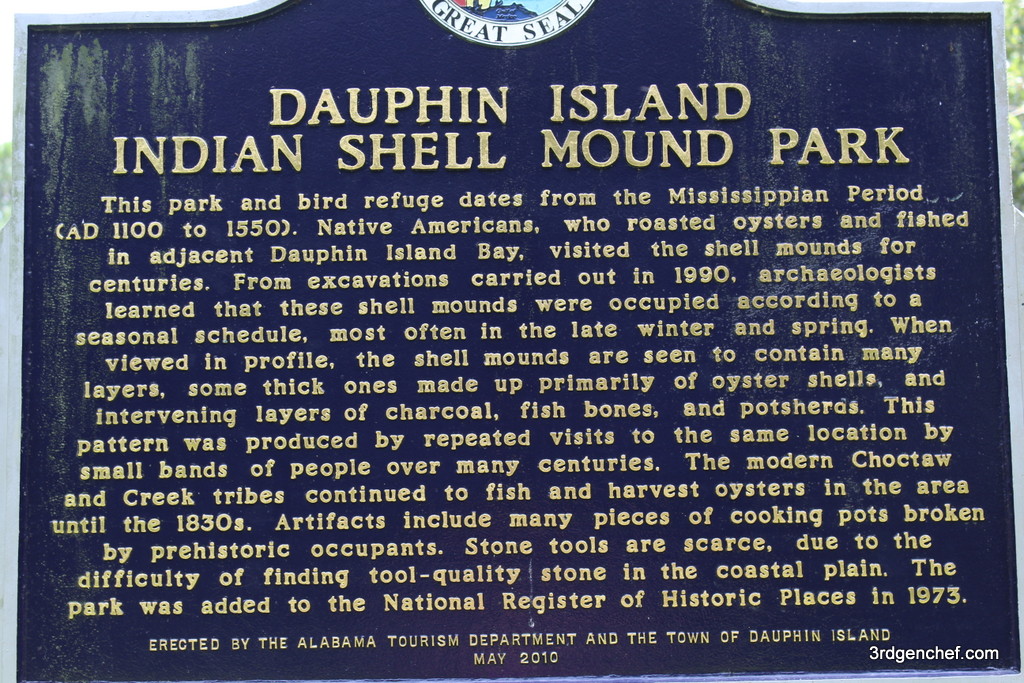 GREAT SEAL
DAUPHIN ISLAND
INDIAN SHELL MOUND PARK
This park and bird refuge dates from the Mississippian Period
(AD 1100 to 1550). Native Americans, who roasted oysters and fished
in adjacent Dauphin Island Bay, visited the shell mounds for
centuries. From excavations carried out in 1990, archaeologists
learned that these shell mounds were occupied according to a
seasonal schedule, most often in the late winter and spring. When
viewed in profile, the shell mounds are seen to contain many
layers, some thick ones made up primarily of oyster shells, and
intervening layers of charcoal, fish bones, and potsherds. This
pattern was produced by repeated visits to the same location by
small bands of people over many centuries. The modern Choctaw
and Creek tribes continued to fish and harvest oysters in the area
until the 1830s. Artifacts include many pieces of cooking pots broken
by prehistoric occupants. Stone tools are scarce, due to the
difficulty of finding tool-quality stone in the coastal plain. The
park was added to the National Register of Historic Places in 1973.
ERECTED BY THE ALABAMA TOURISM DEPARTMENT AND THE TOWN OF DAUPHIN ISLAND
MAY 2010
3rdgenchef.com